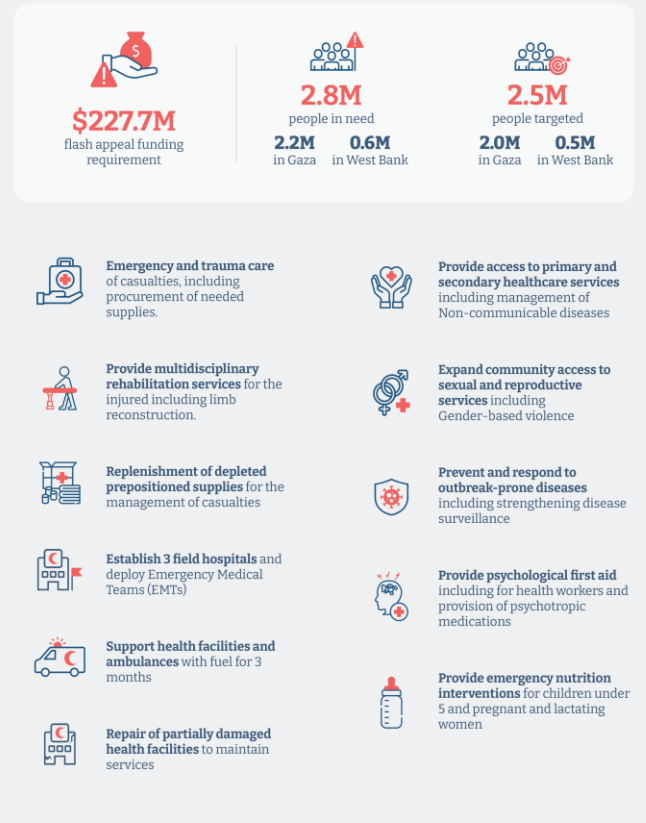 $
$227.7M
flash appeal funding
requirement
2.8M
people in need
2.2M
in Gaza
0.6M
in West Bank
2.5M
people targeted
2.0M
in Gaza
0.5M
in West Bank
Emergency and trauma care
of casualties, including
procurement of needed
supplies.
Provide multidisciplinary
rehabilitation services for the
injured including limb
reconstruction.
Replenishment of depleted
prepositioned supplies for the
management of casualties
Establish 3 field hospitals and
deploy Emergency Medical
Teams (EMTs)
Support health facilities and
ambulances with fuel for 3
months
Repair of partially damaged
health facilities to maintain
services
Provide access to primary and
secondary healthcare services
including management of
Non-communicable diseases
Expand community access to
sexual and reproductive
services including
Gender-based violence
Prevent and respond to
outbreak-prone diseases
including strengthening disease
surveillance
Provide psychological first aid
including for health workers and
provision of psychotropic
medications
Provide emergency nutrition
interventions for children under
5 and pregnant and lactating
women